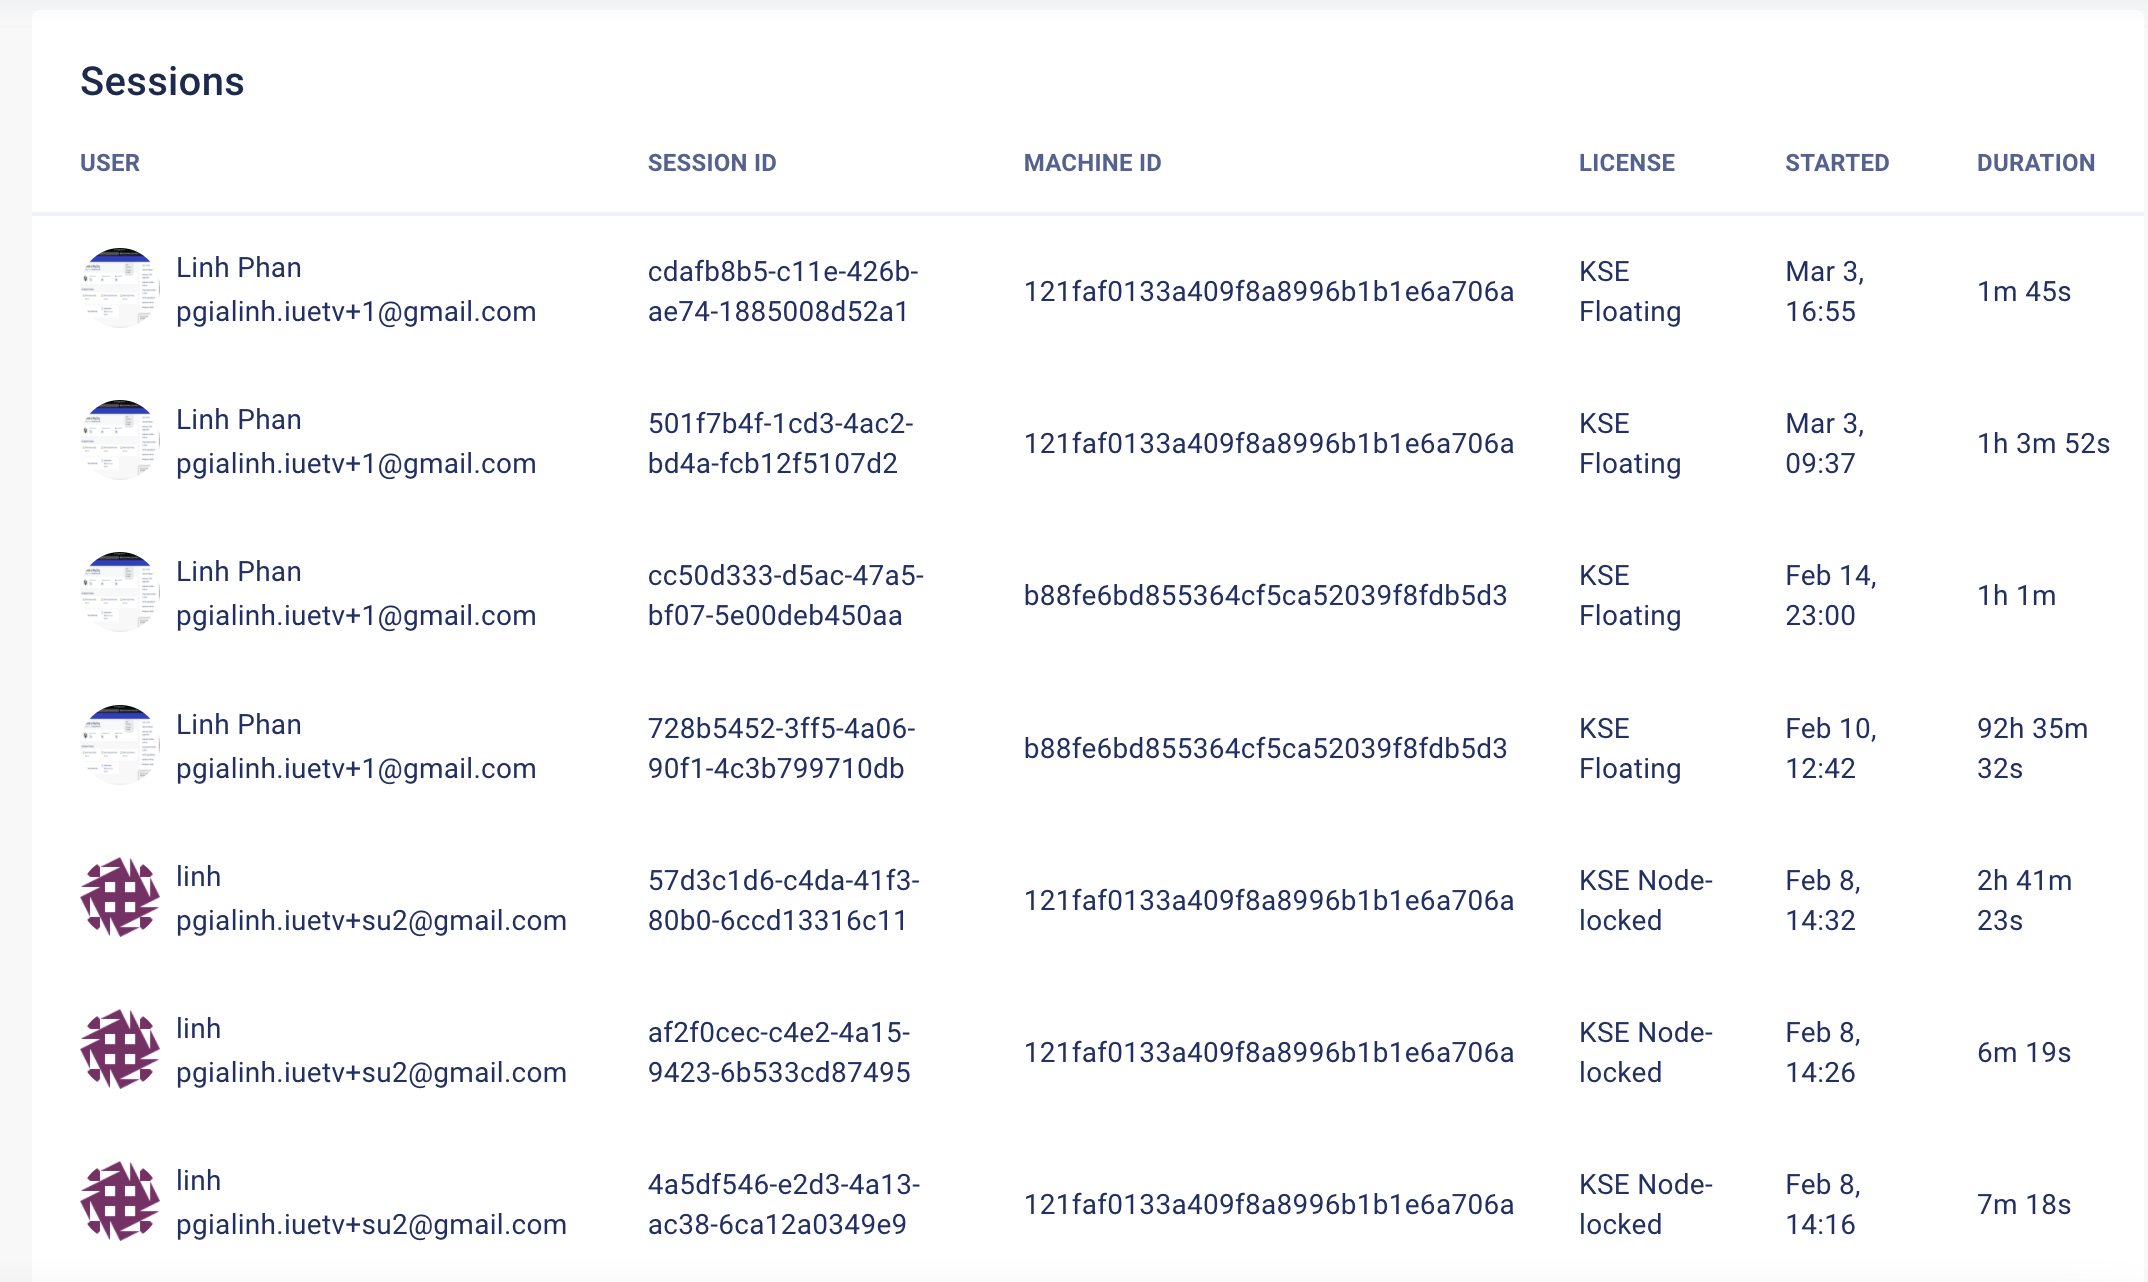 Sessions
USER SESSION ID MACHINE ID LICENSE STARTED DURATION
Linh Phan
pgialinh.iuetv+1@gmail.com
cdafb8b5-c11e-426b-
ae74-1885008d52a1
121faf0133a409f8a8996b1b1e6a706a
KSE
Floating
Mar 3,
16:55
1m 45s
Linh Phan
pgialinh.iuetv+1@gmail.com
501f7b4f-1cd3-4ac2-
bd4a-fcb12f5107d2
121faf0133a409f8a8996b1b1e6a706a
KSE
Floating
Mar 3,
09:37
1h 3m 52s
Linh Phan
pgialinh.iuetv+1@gmail.com
cc50d333-d5ac-47a5-
bf07-5e00deb450aa
b88fe6bd855364cf5ca52039f8fdb5d3
KSE
Floating
Feb 14,
23:00
1h 1m
Linh Phan
pgialinh.iuetv+1@gmail.com
728b5452-3ff5-4a06-
90f1-4c3b799710db
b88fe6bd855364cf5ca52039f8fdb5d3
KSE
Floating
Feb 10,
12:42
92h 35m
32s
linh
pgialinh.iuetv+su2@gmail.com
57d3c1d6-c4da-41f3-
80b0-6ccd13316c11
121faf0133a409f8a8996b1b1e6a706a
KSE Node-
locked
Feb 8,
14:32
2h 41m
23s
linh
pgialinh.iuetv+su2@gmail.com
af2f0cec-c4e2-4a15-
9423-6b533cd87495
121faf0133a409f8a8996b1b1e6a706a
KSE Node-
locked
Feb 8,
14:26
6m 19s
linh
pgialinh.iuetv+su2@gmail.com
4a5df546-e2d3-4a13-
ac38-6ca12a0349e9
121faf0133a409f8a8996b1b1e6a706a
KSE Node-
locked
Feb 8,
14:16
7m 18s